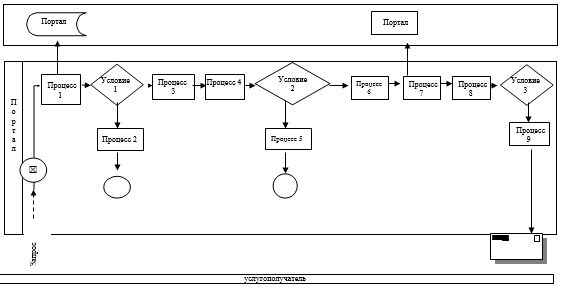 Портал
Портал
Портал
Процесс 1
Условие 1
Процесс 3
Процесс 4
Условие 2
Процесс 6
Процесс 7
Процесс 8
Условие 3
Процесс 2
Процесс 5
Процесс 9
Запрос
услугополучатель